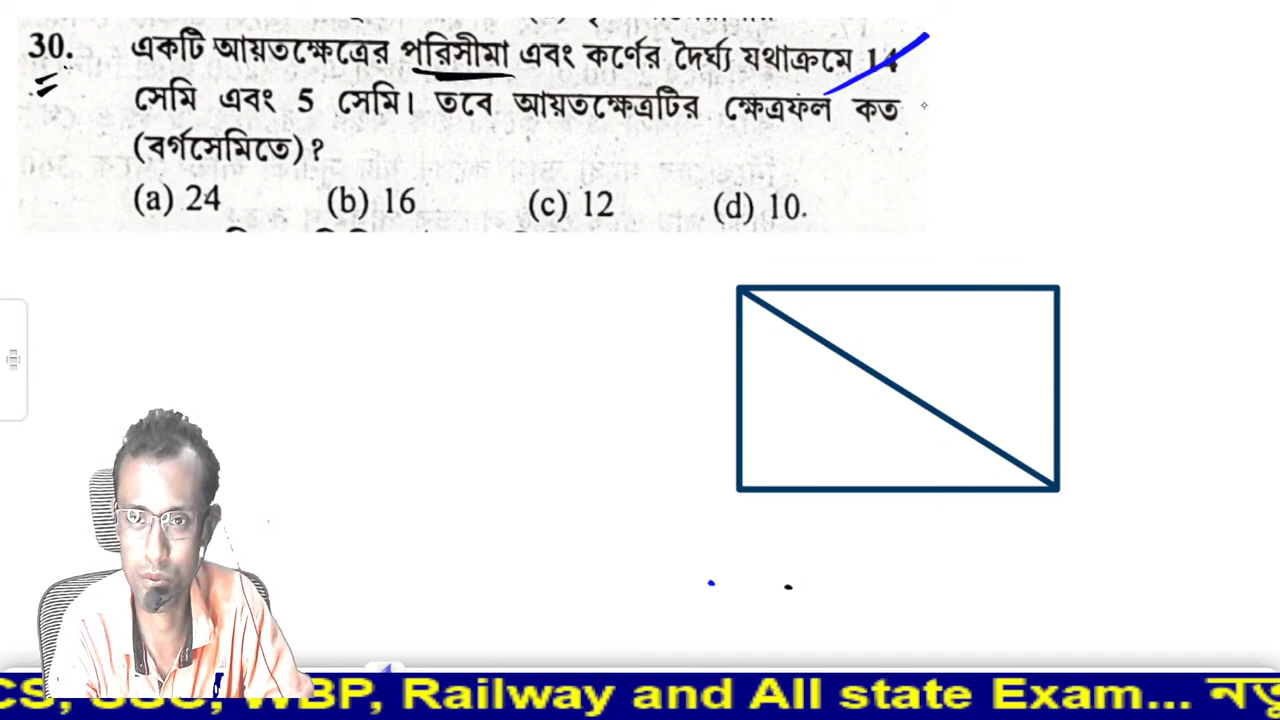 30. একটি আয়তক্ষেত্রের পরিসীমা এবং কর্ণের দৈর্ঘ্য যথাক্রমে 14
সেমি এবং 5 সেমি। তবে আয়তক্ষেত্রটির ক্ষেত্রফল কত
(বর্গসেমিতে)?
(a) 24 (b) 16 (c) 12 (d) 10.
WBP, Railway and All state Exam...